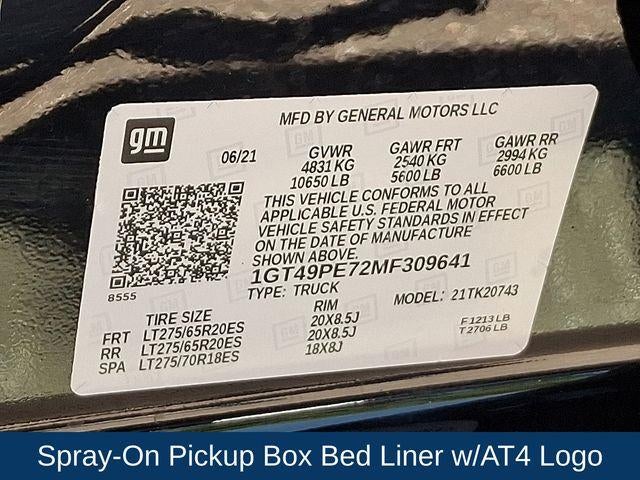 MFD BY GENERAL MOTORS LLC
gm
06/21 GVWR GAWR FRT GAWR RR
4831 KG 2540 KG 2994 KG
10650 LB 5600 LB 6600 LB
THIS VEHICLE CONFORMS TO ALL
APPLICABLE U.S. FEDERAL MOTOR
VEHICLE SAFETY STANDARDS IN EFFECT
ON THE DATE OF MANUFACTURE
SHOWN ABOVE.
1GT49PE72MF309641
8555 TYPE: TRUCK MODEL: 21TK20743
TIRE SIZE RIM
FRT LT275/65R20ES 20X8.5J F 1213 LB
RR LT275/65R20ES 20X8.5J T 2706 LB
SPA LT275/70R18ES 18X8J
Spray-On Pickup Box Bed Liner w/AT4 Logo